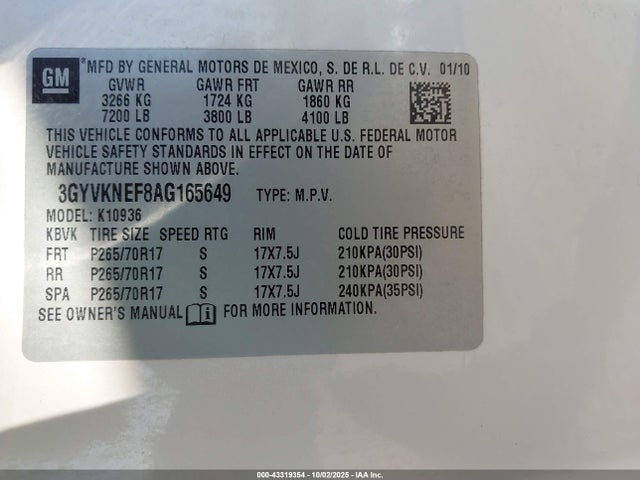 GM
® MFD BY GENERAL MOTORS DE MEXICO, S. DE R.L. DE C.V. 01/10
GVWR GAWR FRT GAWR RR
3266 KG 1724 KG 1860 KG
7200 LB 3800 LB 4100 LB
THIS VEHICLE CONFORMS TO ALL APPLICABLE U.S. FEDERAL MOTOR
VEHICLE SAFETY STANDARDS IN EFFECT ON THE DATE OF
MANUFACTURE SHOWN ABOVE.
3GYVKNEF8AG165649 TYPE: M.P.V.
MODEL: K10936
KBVK TIRE SIZE SPEED RTG RIM COLD TIRE PRESSURE
FRT P265/70R17 S 17X7.5J 210KPA(30PSI)
RR P265/70R17 S 17X7.5J 210KPA(30PSI)
SPA P265/70R17 S 17X7.5J 240KPA(35PSI)
SEE OWNER'S MANUAL FOR MORE INFORMATION.
000-43319354 | 10/02/2025 | IAA Inc.